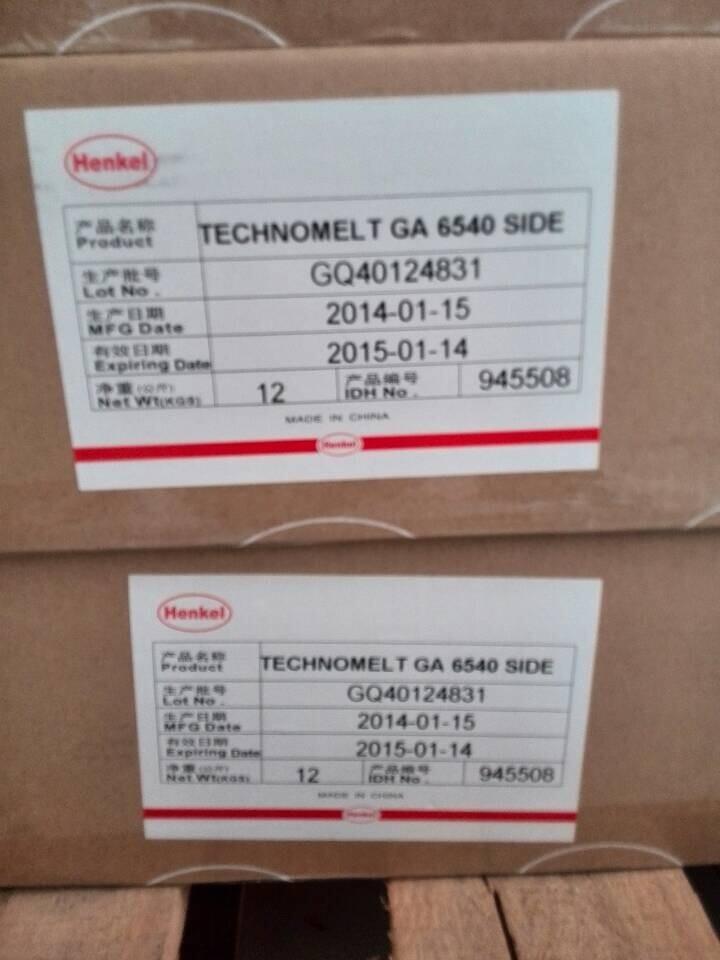 Henkel
产品名称
Product
TECHNOMELT GA 6540 SIDE
生产批号
Lot No .
GQ40124831
生产日期
MFG Date
2014-01-15
有效日期
Expiring Date
2015-01-14
净重(公斤)
Net Wt(KGS)
12
产品编号
IDH No .
945508
MADE IN CHINA
Henkel
Henkel
产品名称
Product
TECHNOMELT GA 6540 SIDE
生产批号
Lot No .
GQ40124831
生产日期
MFG Date
2014-01-15
有效日期
Expiring Date
2015-01-14
净重(公斤)
Net Wt(KGS)
12
产品编号
IDH No .
945508
MADE IN CHINA
Henkel